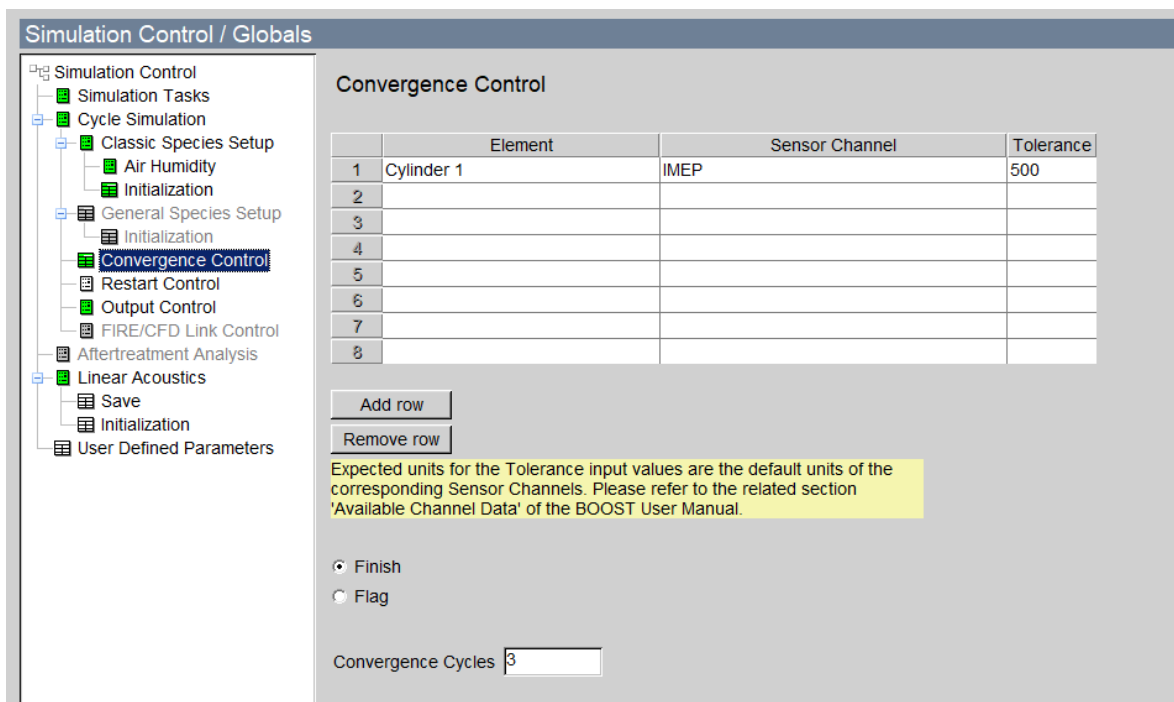 Simulation Control / Globals
Simulation Control
Simulation Tasks
Cycle Simulation
Classic Species Setup
Air Humidity
Initialization
General Species Setup
Initialization
Convergence Control
Restart Control
Output Control
FIRE/CFD Link Control
Aftertreatment Analysis
Linear Acoustics
Save
Initialization
User Defined Parameters
Convergence Control
Element Sensor Channel Tolerance
1 Cylinder 1 IMEP 500
2
3
4
5
6
7
8
Add row
Remove row
Expected units for the Tolerance input values are the default units of the
corresponding Sensor Channels. Please refer to the related section
'Available Channel Data' of the BOOST User Manual.
Finish
Flag
Convergence Cycles 3